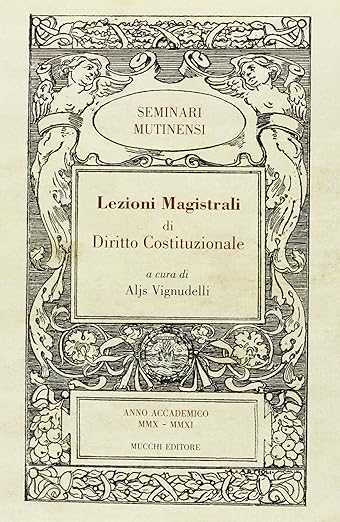 SEMINARI
MUTINENSI
Lezioni Magistrali
di
Diritto Costituzionale
a cura di
Aljs Vignudelli
ANNO ACCADEMICO
MMX - MMXI
MUCCHI EDITORE